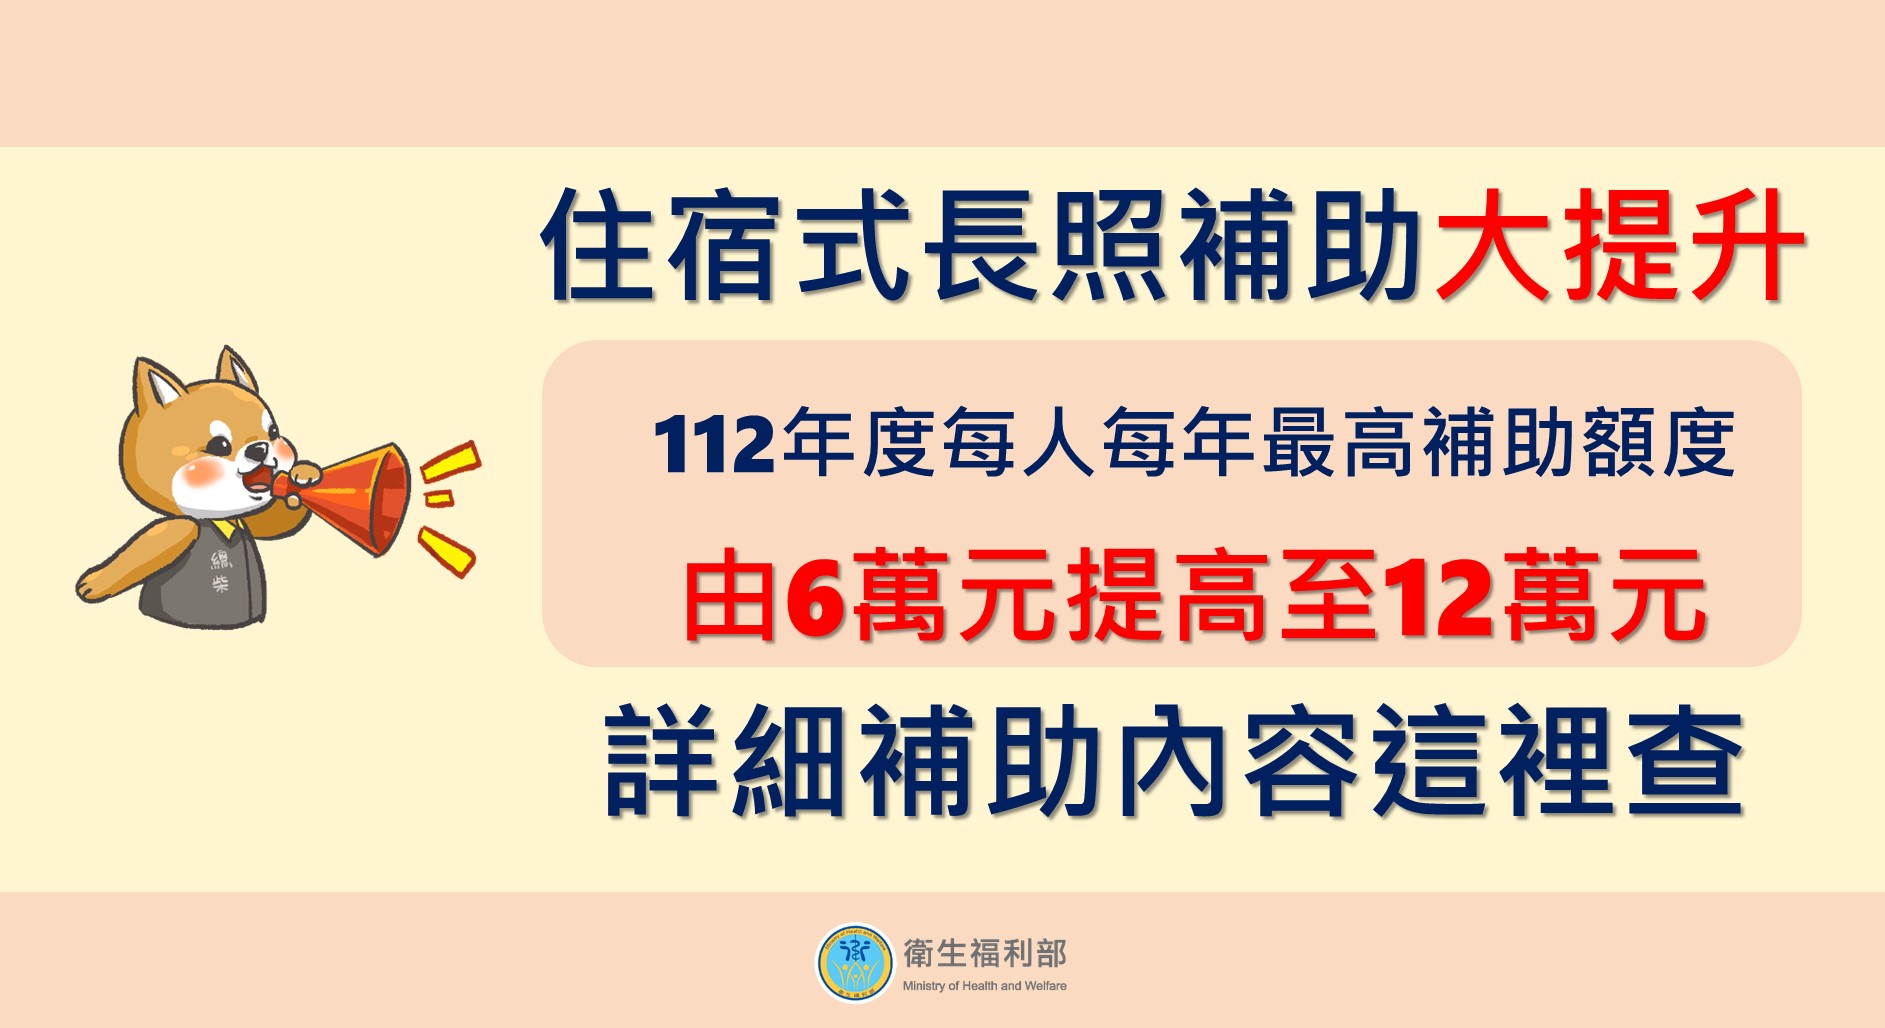 住宿式長照補助大提升
112年度每人每年最高補助額度
由6萬元提高至12萬元
總柴
詳細補助內容這裡查
衛生福利部
Ministry of Health and Welfare